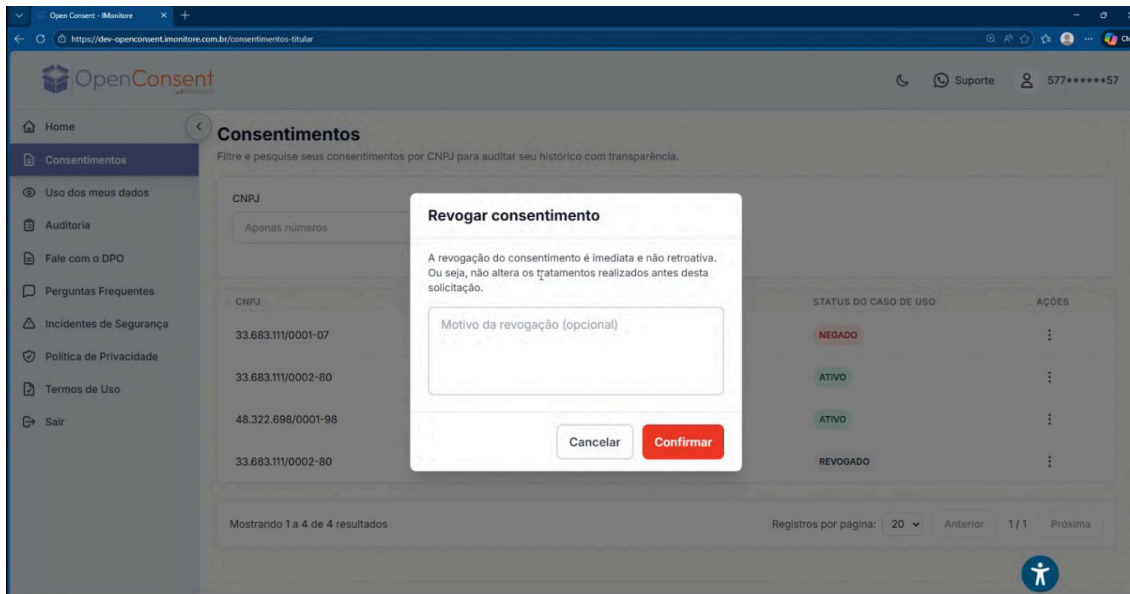 Open Consent - IMonitore
https://dev-openconsent.imonitore.com.br/consentimentos-titular
OpenConsent
Suporte
577******57
Home
Consentimentos
Uso dos meus dados
Auditoria
Fale com o DPO
Perguntas Frequentes
Incidentes de Segurança
Política de Privacidade
Termos de Uso
Sair
Consentimentos
Filtre e pesquise seus consentimentos por CNPJ para auditar seu histórico com transparência.
CNPJ
Apenas números
Revogar consentimento
A revogação do consentimento é imediata e não retroativa.
Ou seja, não altera os tratamentos realizados antes desta
solicitação.
Motivo da revogação (opcional)
Cancelar Confirmar
CNPJ STATUS DO CASO DE USO AÇÕES
33.683.111/0001-07 NEGADO
33.683.111/0002-80 ATIVO
48.322.698/0001-98 ATIVO
33.683.111/0002-80 REVOGADO
Mostrando 1 a 4 de 4 resultados Registros por página: 20 Anterior 1 / 1 Próxima